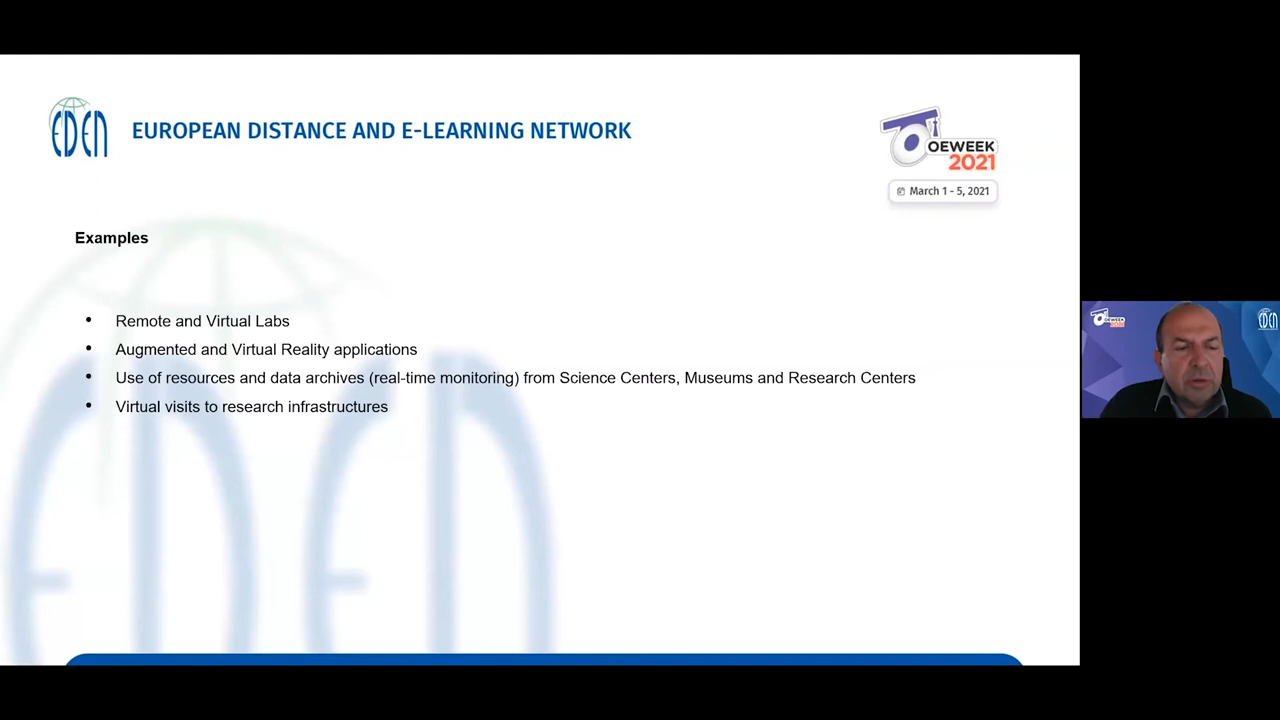 EDEN
EUROPEAN DISTANCE AND E-LEARNING NETWORK
OEWEEK
2021
March 1 - 5, 2021
Examples
• Remote and Virtual Labs
• Augmented and Virtual Reality applications
• Use of resources and data archives (real-time monitoring) from Science Centers, Museums and Research Centers
• Virtual visits to research infrastructures
OEWEEK
EDEN